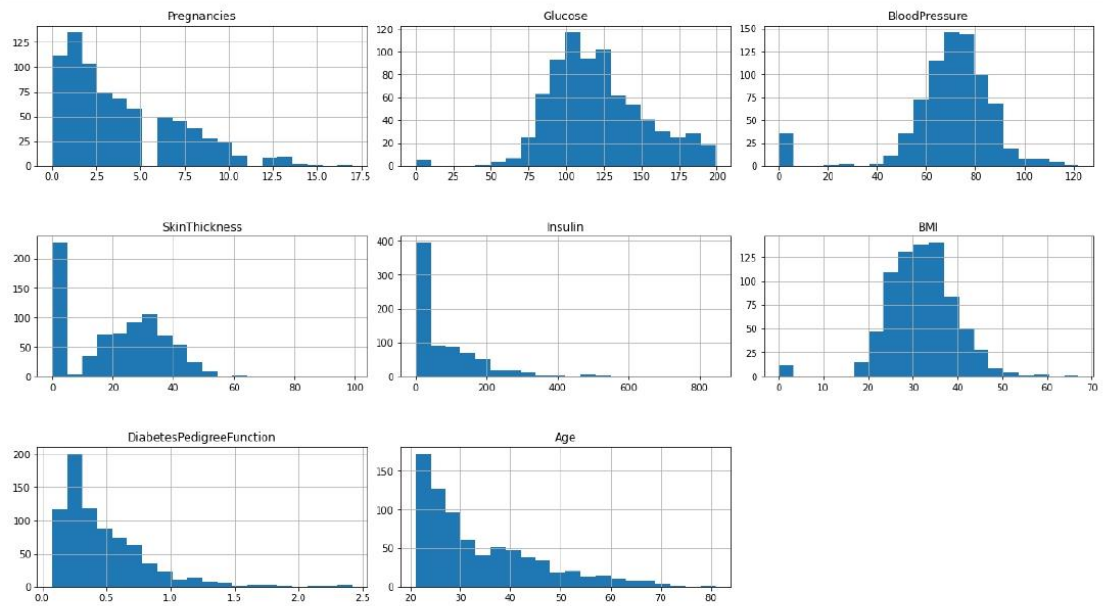 Pregnancies
125
100
75
50
25
0
0.0 2.5 5.0 7.5 10.0 12.5 15.0 17.5
Glucose
120
100
80
60
40
20
0
0 25 50 75 100 125 150 175 200
BloodPressure
150
125
100
75
50
25
0
0 20 40 60 80 100 120
SkinThickness
200
150
100
50
0
0 20 40 60 80 100
Insulin
400
300
200
100
0
0 200 400 600 800
BMI
125
100
75
50
25
0
0 10 20 30 40 50 60 70
DiabetesPedigreeFunction
200
150
100
50
0
0.0 0.5 1.0 1.5 2.0 2.5
Age
150
100
50
0
20 30 40 50 60 70 80